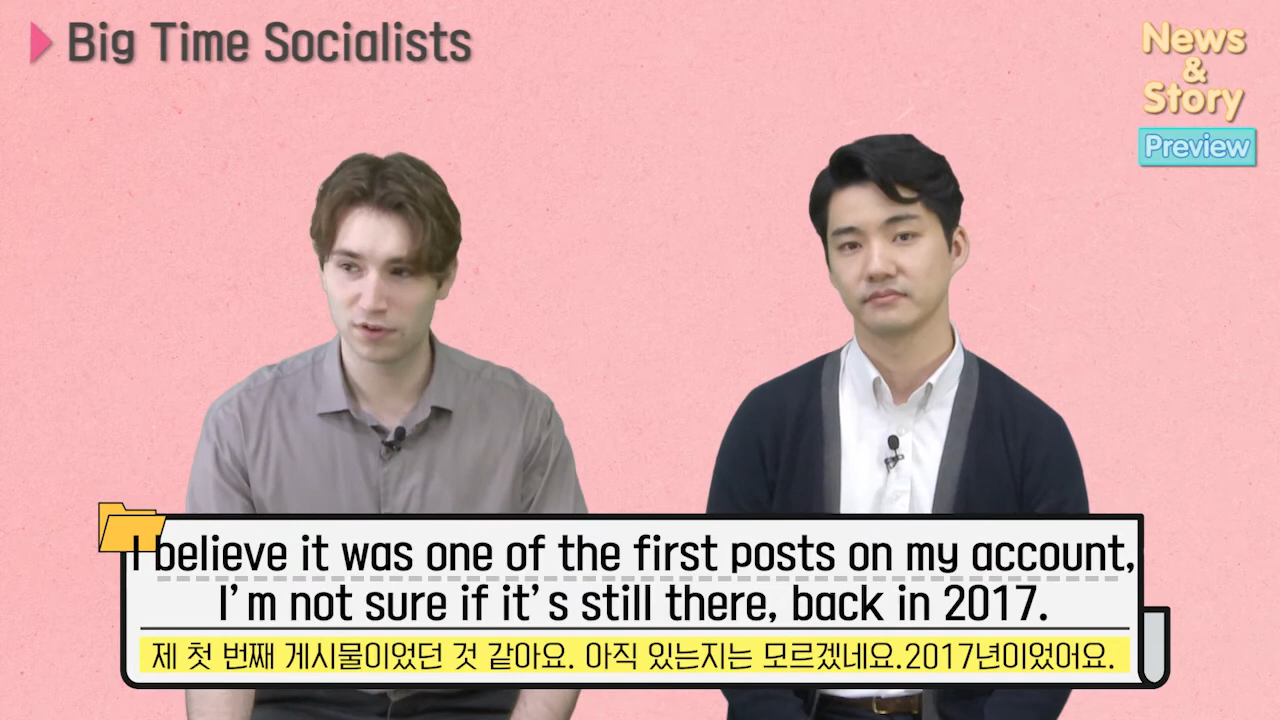 Big Time Socialists
News
&
Story
Preview
I believe it was one of the first posts on my account,
I'm not sure if it's still there, back in 2017.
제 첫 번째 게시물이었던 것 같아요. 아직 있는지는 모르겠네요.2017년이었어요.